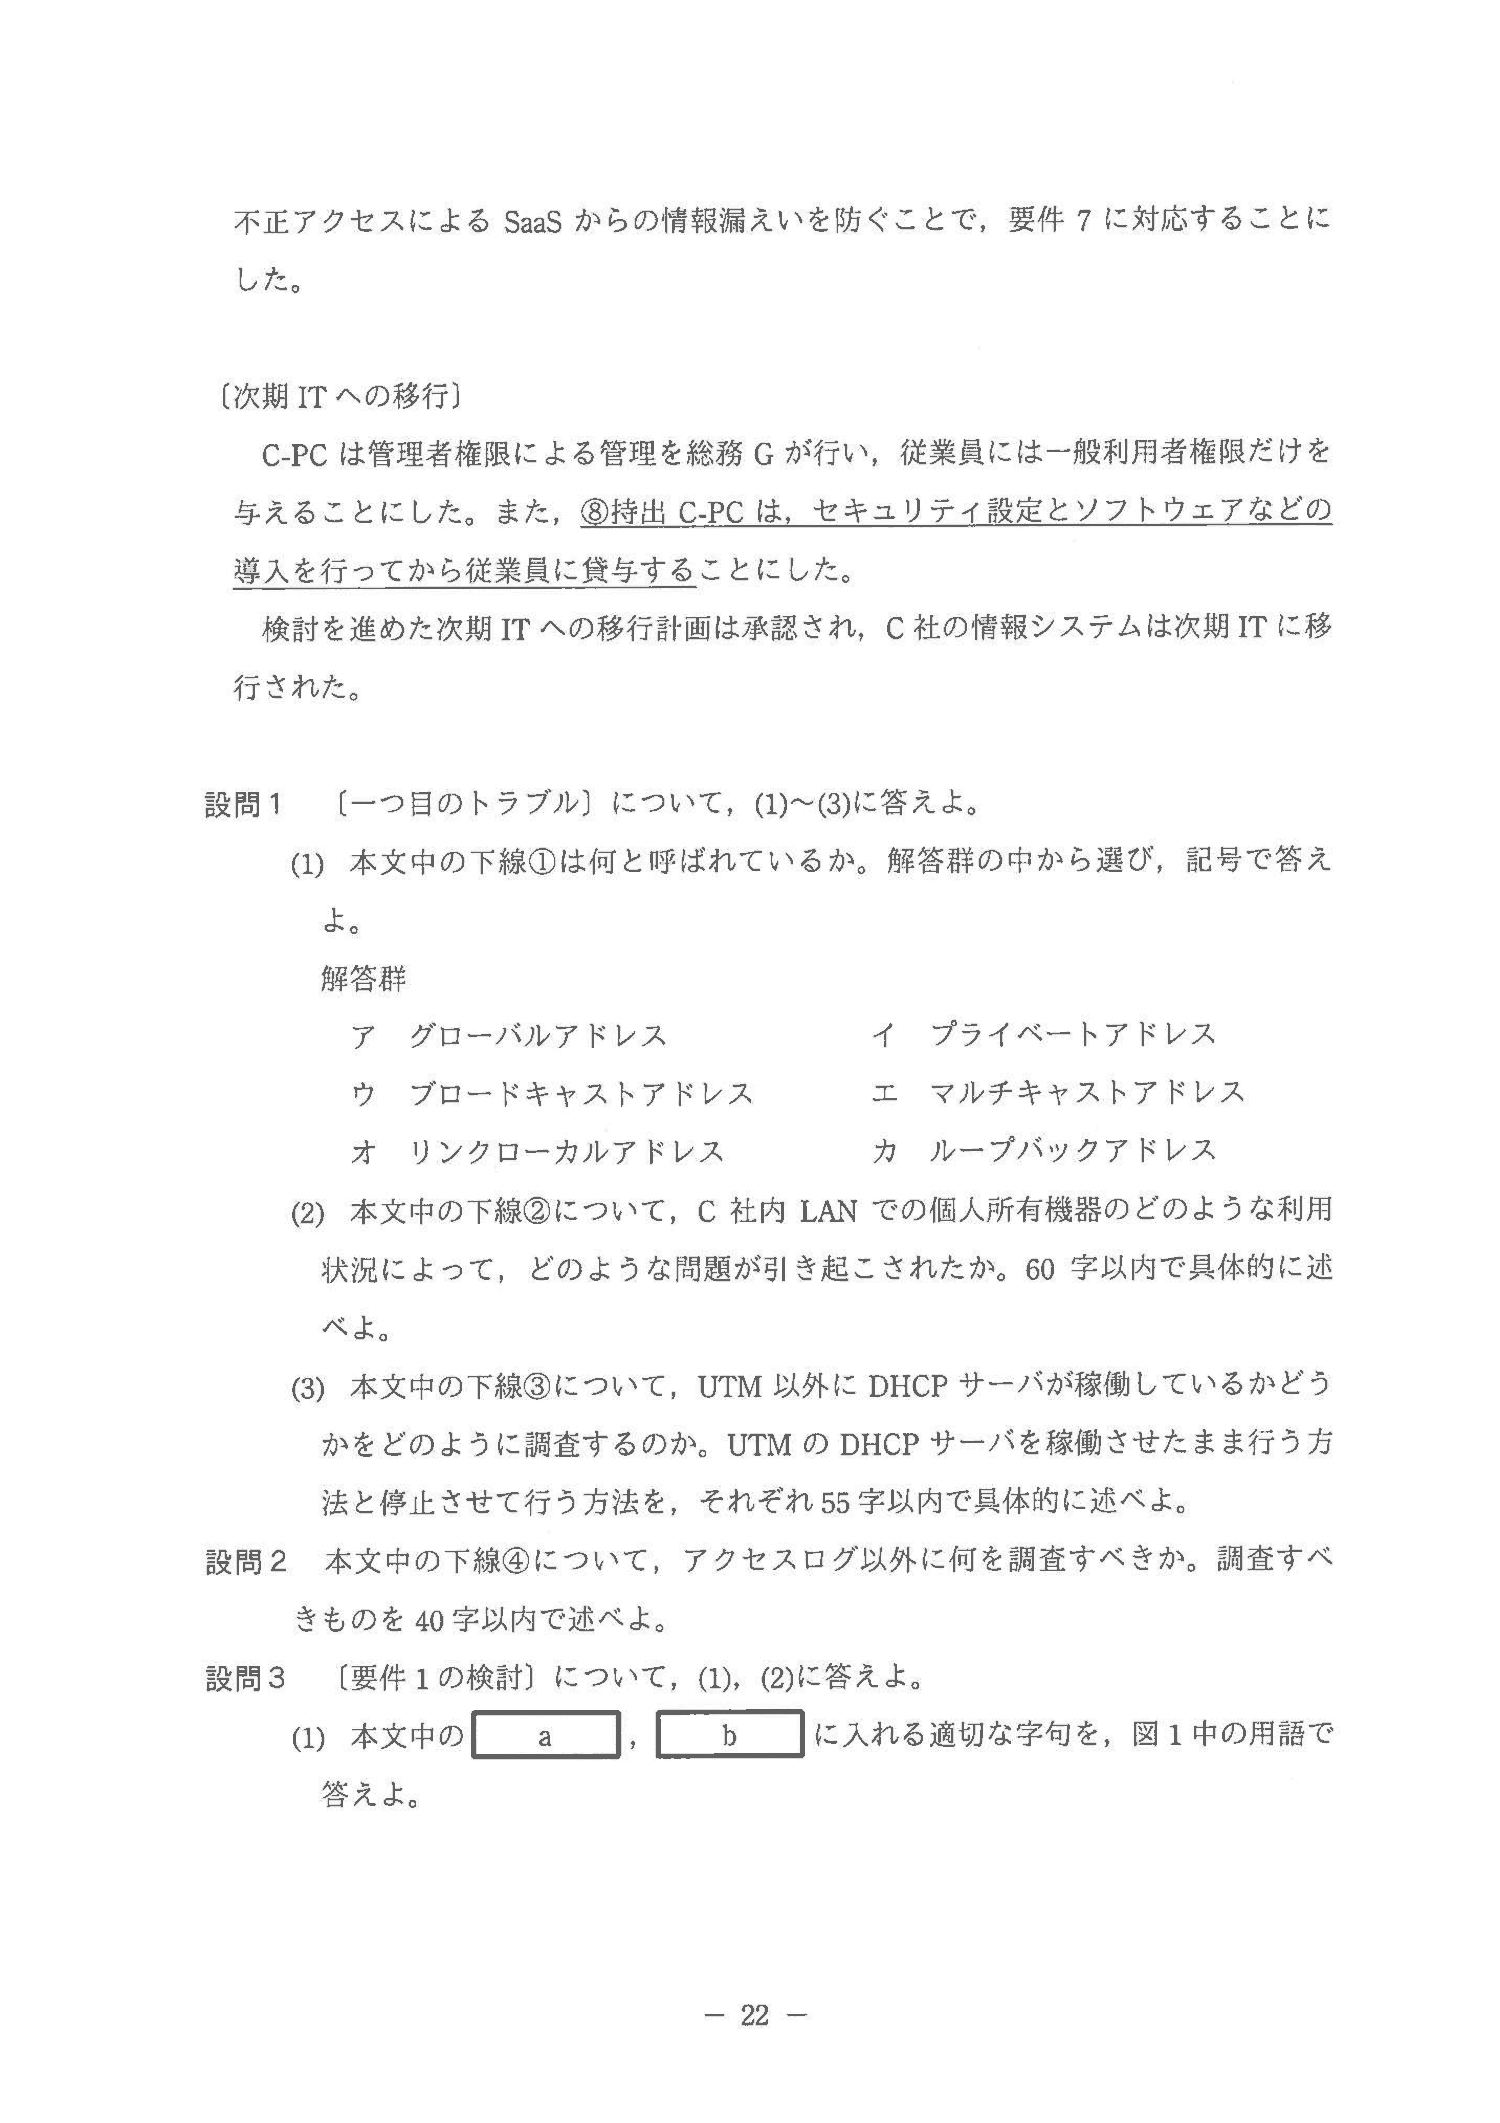 不正アクセスによる SaaS からの情報漏えいを防ぐことで，要件 7 に対応することに
した。
〔次期 IT への移行〕
C-PC は管理者権限による管理を総務 G が行い，従業員には一般利用者権限だけを
与えることにした。また，⑧持出 C-PC は，セキュリティ設定とソフトウェアなどの
導入を行ってから従業員に貸与することにした。
検討を進めた次期 IT への移行計画は承認され，C 社の情報システムは次期 IT に移
行された。
設問1 〔一つ目のトラブル〕について，(1)～(3)に答えよ。
(1) 本文中の下線①は何と呼ばれているか。解答群の中から選び，記号で答え
よ。
解答群
ア グローバルアドレス イ プライベートアドレス
ウ ブロードキャストアドレス エ マルチキャストアドレス
オ リンクローカルアドレス カ ループバックアドレス
(2) 本文中の下線②について，C 社内 LAN での個人所有機器のどのような利用
状況によって，どのような問題が引き起こされたか。60 字以内で具体的に述
べよ。
(3) 本文中の下線③について，UTM 以外に DHCP サーバが稼働しているかどう
かをどのように調査するのか。UTM の DHCP サーバを稼働させたまま行う方
法と停止させて行う方法を，それぞれ 55 字以内で具体的に述べよ。
設問2 本文中の下線④について，アクセスログ以外に何を調査すべきか。調査すべ
きものを 40 字以内で述べよ。
設問3 〔要件 1 の検討〕について，(1)，(2)に答えよ。
(1) 本文中の a ， b に入れる適切な字句を，図 1 中の用語で
答えよ。
－ 22 －